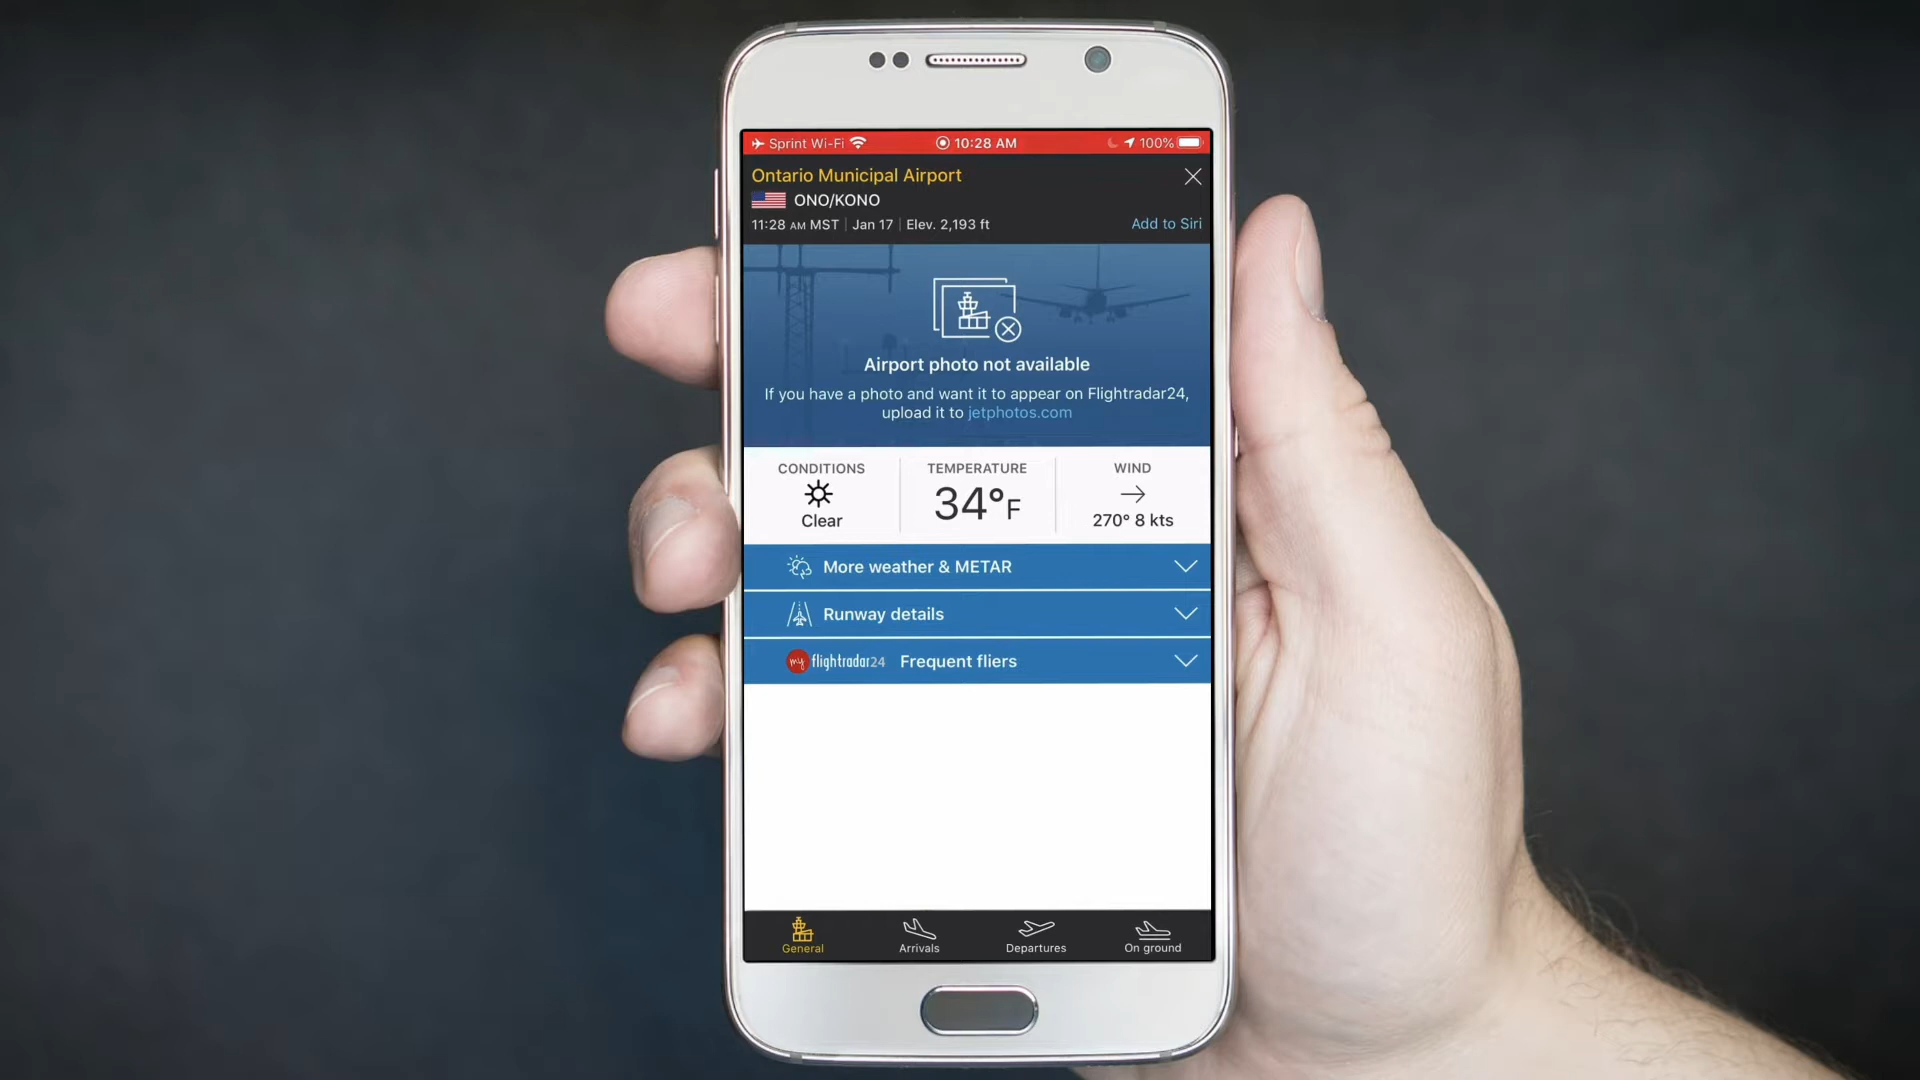 Sprint Wi-Fi 10:28 AM 100%
Ontario Municipal Airport
ONO/KONO
11:28 AM MST | Jan 17 | Elev. 2,193 ft Add to Siri
Airport photo not available
If you have a photo and want it to appear on Flightradar24,
upload it to jetphotos.com
CONDITIONS TEMPERATURE WIND
34°F
Clear 270° 8 kts
More weather & METAR
Runway details
my flightradar24 Frequent fliers
General Arrivals Departures On ground